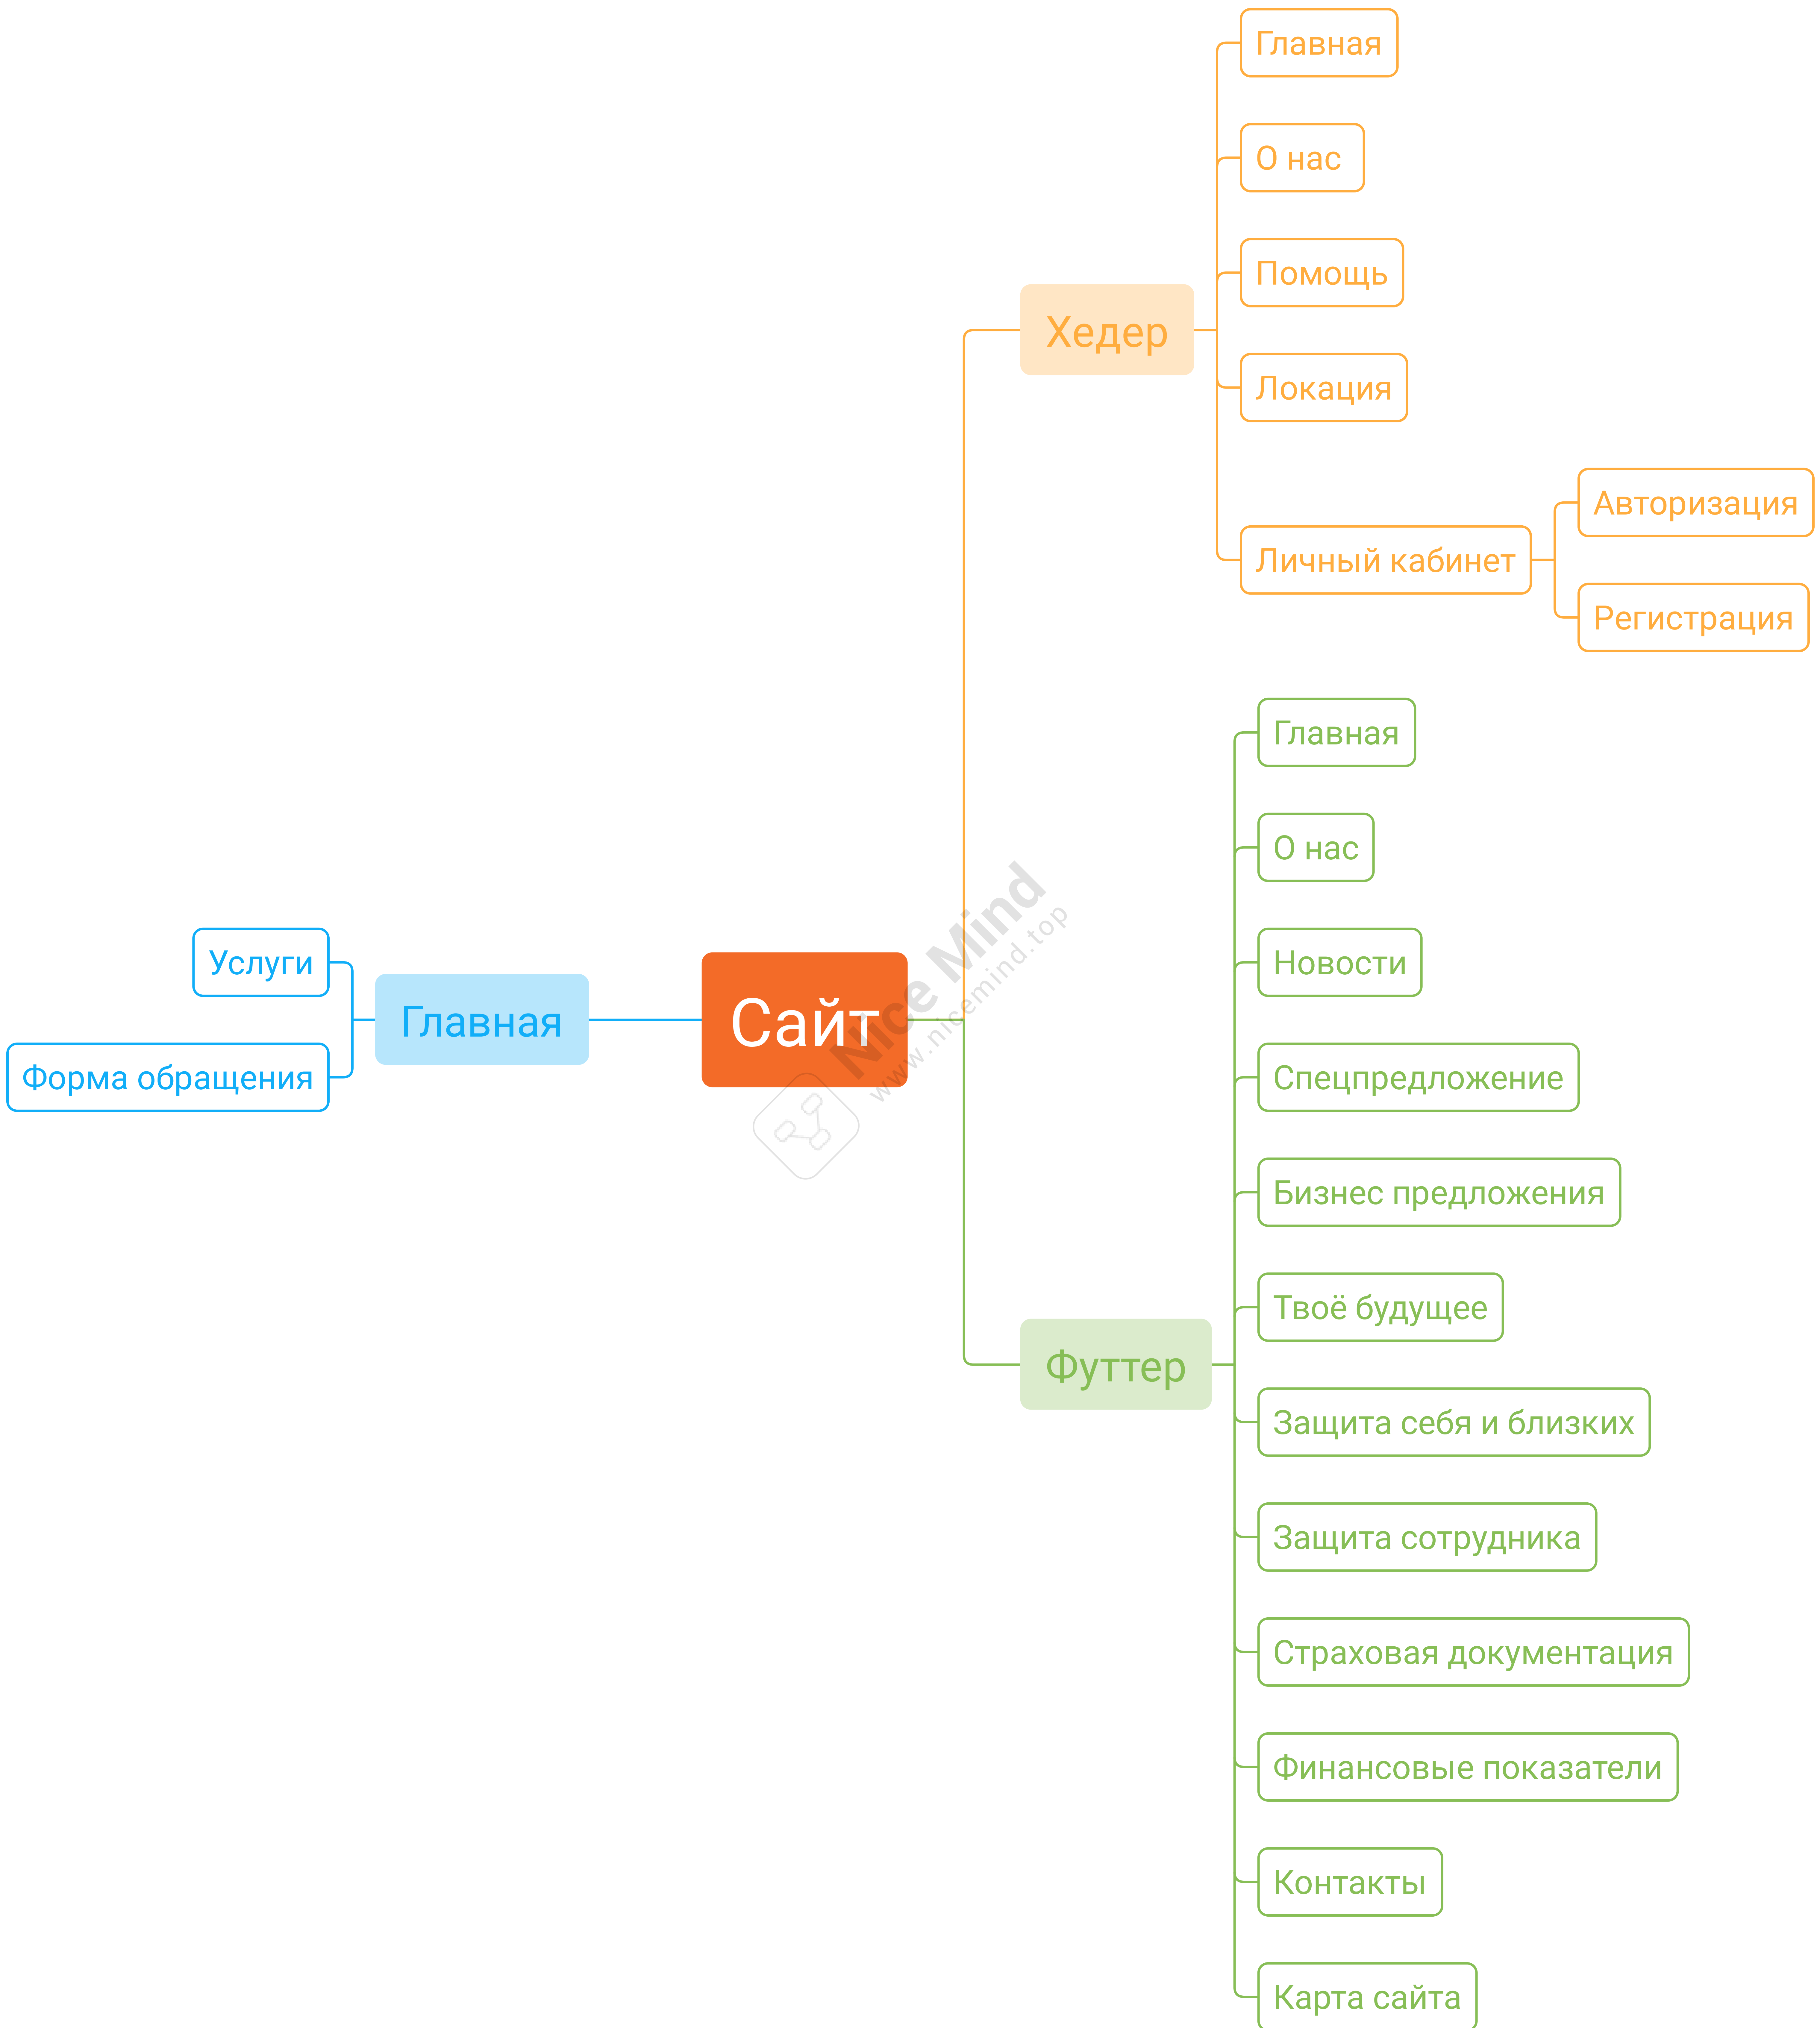 Главная
О нас
Помощь
Хедер
Локация
Личный кабинет
Авторизация
Регистрация
Услуги
Форма обращения
Главная
Сайт
Nice Mind
www.nicemind.top
Футтер
Главная
О нас
Новости
Спецпредложение
Бизнес предложения
Твоё будущее
Защита себя и близких
Защита сотрудника
Страховая документация
Финансовые показатели
Контакты
Карта сайта